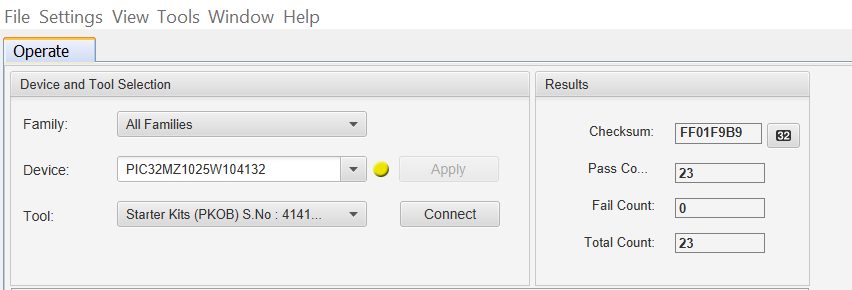 File Settings View Tools Window Help
Operate
Device and Tool Selection
Family: All Families
Device: PIC32MZ1025W104132 Apply
Tool: Starter Kits (PKOB) S.No : 4141... Connect
Results
Checksum: FF01F9B9 32
Pass Co... 23
Fail Count: 0
Total Count: 23